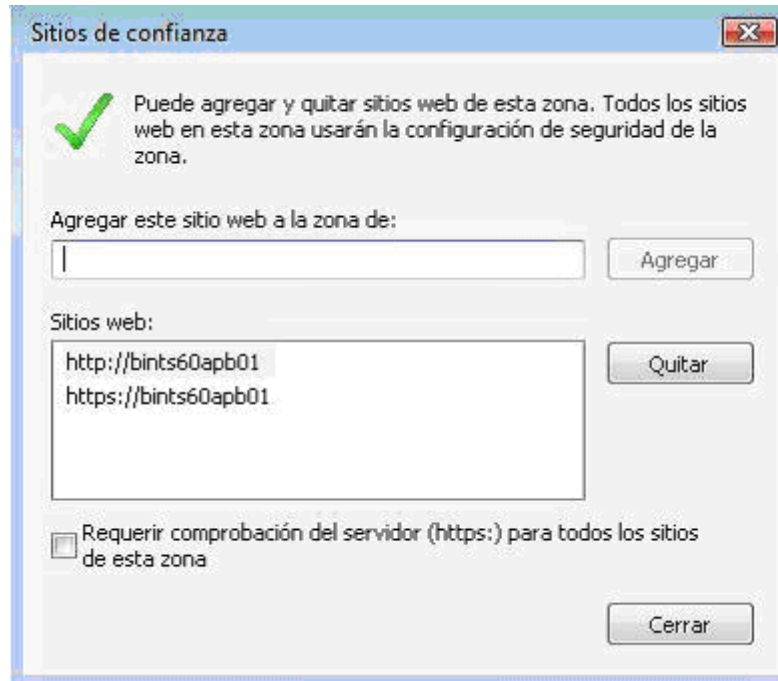 Sitios de confianza
Puede agregar y quitar sitios web de esta zona. Todos los sitios
web en esta zona usarán la configuración de seguridad de la
zona.
Agregar este sitio web a la zona de:
Agregar
Sitios web:
http://bints60apb01
https://bints60apb01
Quitar
Requerir comprobación del servidor (https:) para todos los sitios
de esta zona
Cerrar